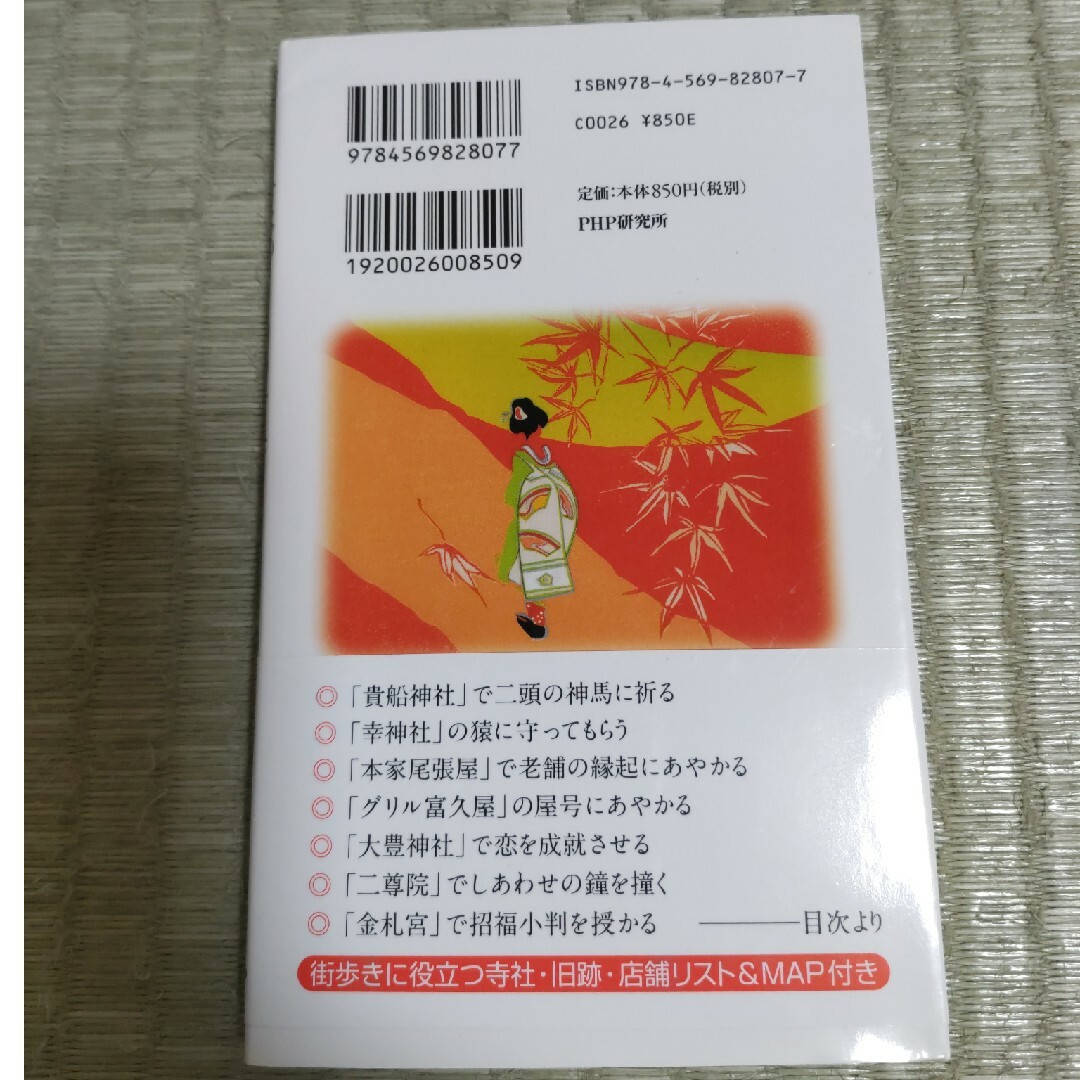 ISBN978-4-569-82807-7
C0026 ¥850E
9784569828077
定価:本体850円(税別)
PHP研究所
1920026008509
◎「貴船神社」で二頭の神馬に祈る
◎「幸神社」の猿に守ってもらう
◎「本家尾張屋」で老舗の縁起にあやかる
◎「グリル富久屋」の屋号にあやかる
◎「大豊神社」で恋を成就させる
◎「二尊院」でしあわせの鐘を撞く
◎「金札宮」で招福小判を授かる ―――目次より
街歩きに役立つ寺社・旧跡・店舗リスト&MAP付き